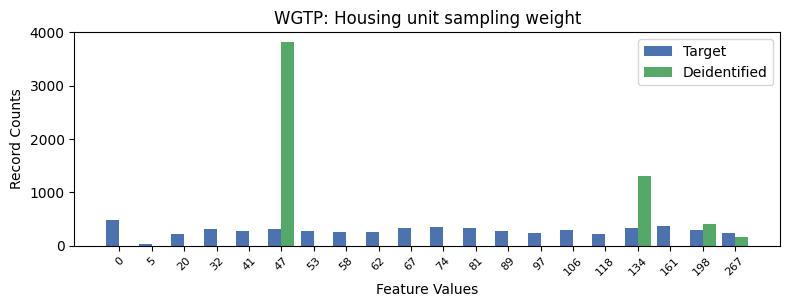 WGTP: Housing unit sampling weight
Target
Deidentified
Record Counts
4000
3000
2000
1000
0
0 5 20 32 41 47 53 58 62 67 74 81 89 97 106 118 134 161 198 267
Feature Values